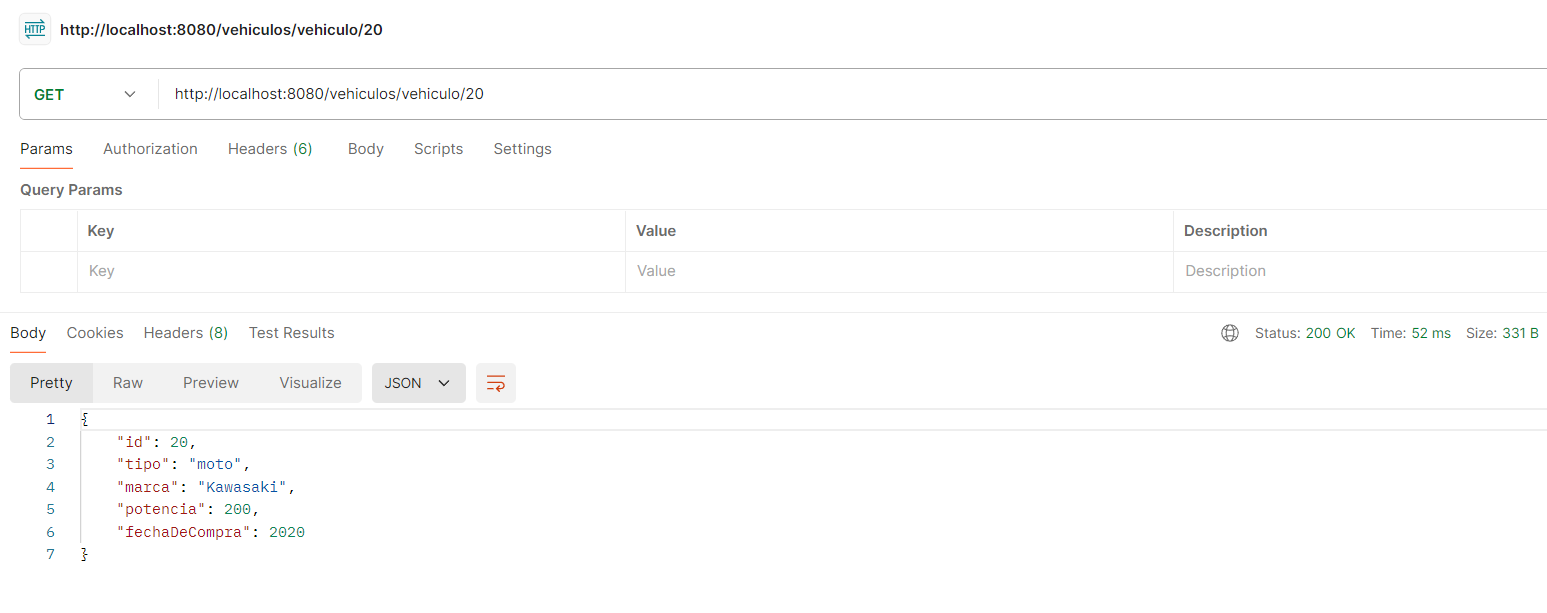 HTTP http://localhost:8080/vehiculos/vehiculo/20
GET http://localhost:8080/vehiculos/vehiculo/20
Params Authorization Headers (6) Body Scripts Settings
Query Params
Key Value Description
Key Value Description
Body Cookies Headers (8) Test Results Status: 200 OK Time: 52 ms Size: 331 B
Pretty Raw Preview Visualize JSON
1 {
2 "id": 20,
3 "tipo": "moto",
4 "marca": "Kawasaki",
5 "potencia": 200,
6 "fechaDeCompra": 2020
7 }